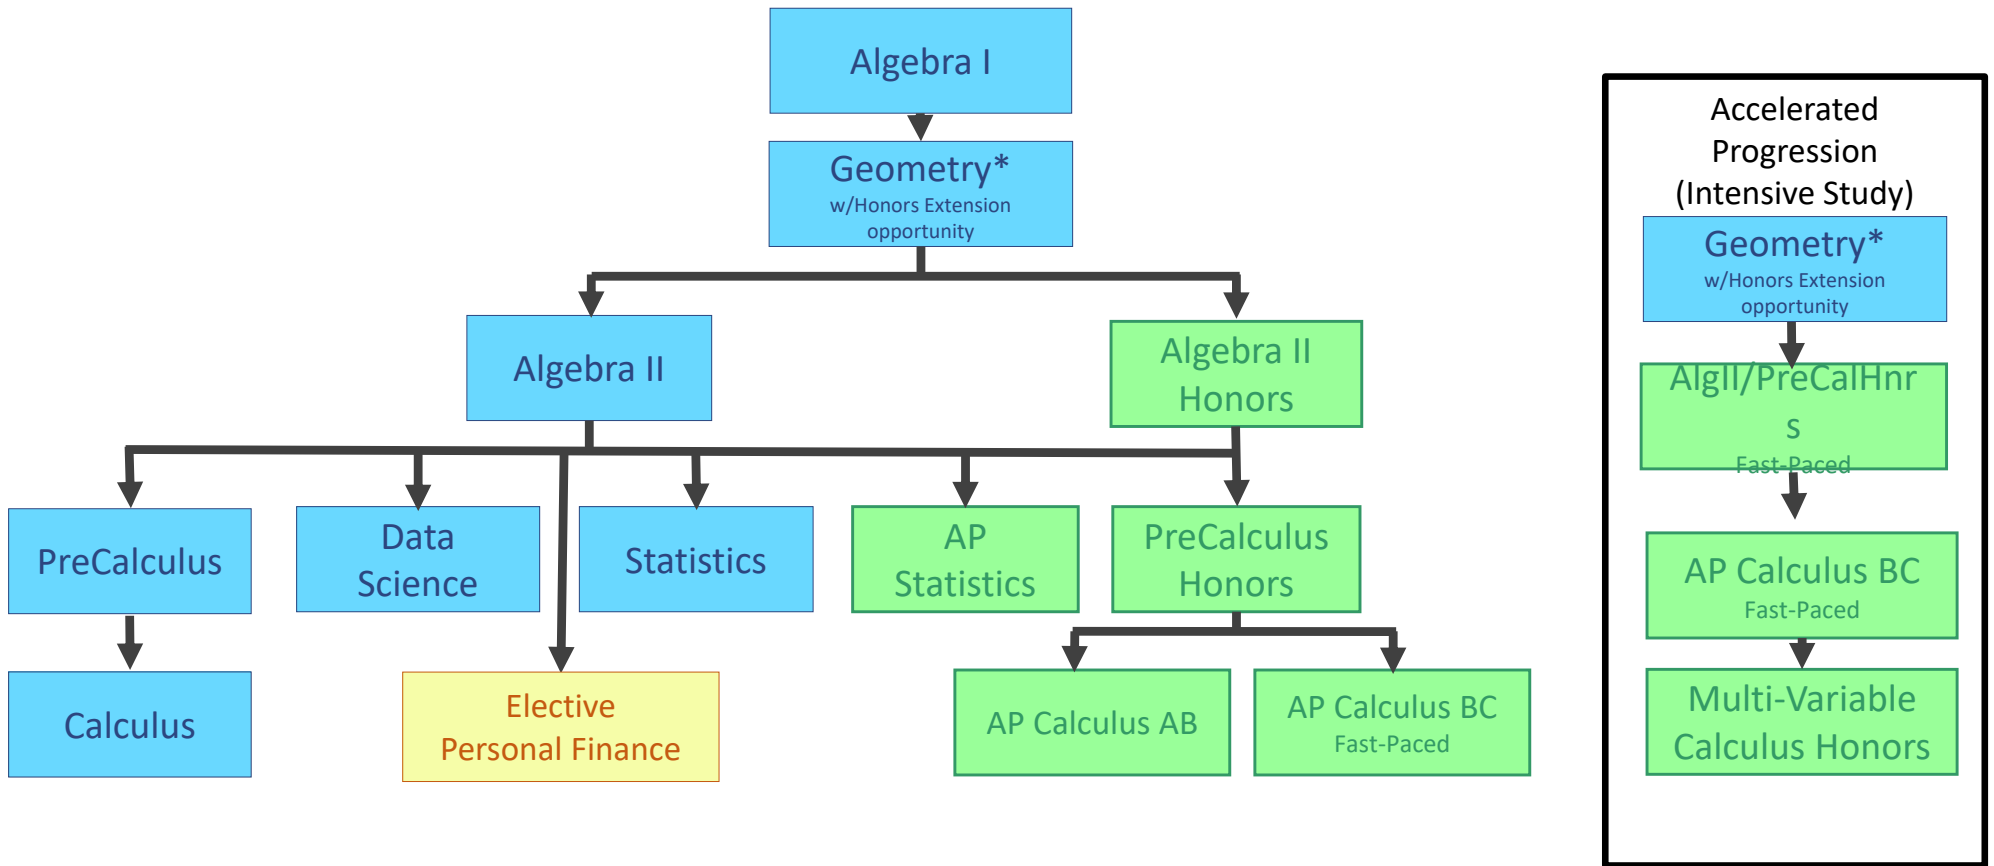 Algebra I
Geometry*
w/Honors Extension
opportunity
Algebra II
Algebra II
Honors
PreCalculus
Data
Science
Statistics
AP
Statistics
PreCalculus
Honors
Calculus
Elective
Personal Finance
AP Calculus AB
AP Calculus BC
Fast-Paced
Accelerated
Progression
(Intensive Study)
Geometry*
w/Honors Extension
opportunity
AlgII/PreCalHnr
s
Fast-Paced
AP Calculus BC
Fast-Paced
Multi-Variable
Calculus Honors